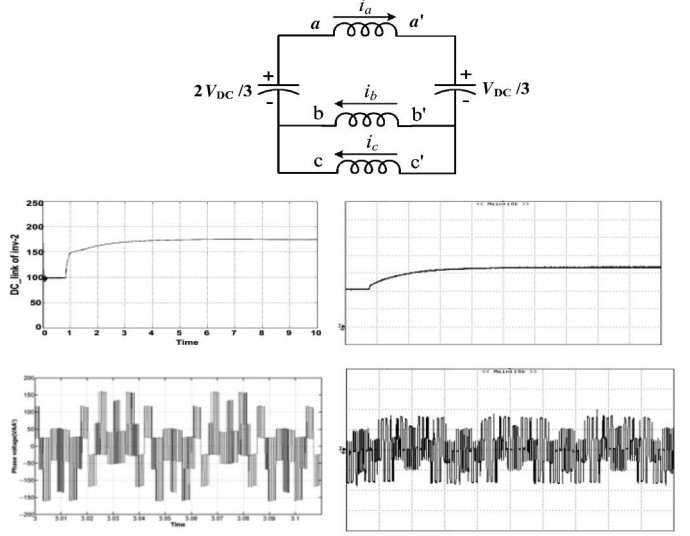 a i_a a'
+ +
2V_DC /3 V_DC /3
- -
b i_b b'
c i_c c'
250
200
150
100
50
0
DC_link of inv-2
0 1 2 3 4 5 6 7 8 9 10
Time
200
150
100
50
0
−50
−100
−150
−200
3 3.01 3.02 3.03 3.04 3.05 3.06 3.07 3.08 3.09 3.1
Time